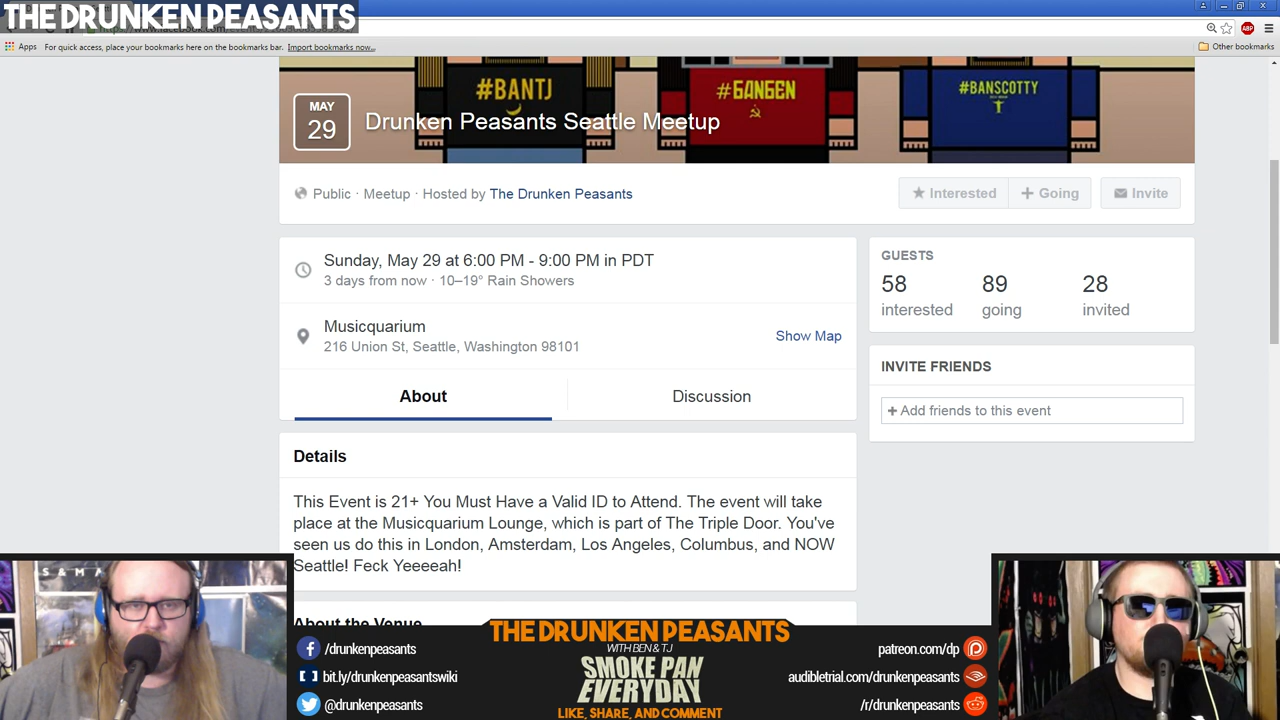 THE DRUNKEN PEASANTS
Apps For quick access, place your bookmarks here on the bookmarks bar. Import bookmarks now... Other bookmarks
ABP
#BANTJ
#BANBEN
#BANSCOTTY
MAY
29
Drunken Peasants Seattle Meetup
Public · Meetup · Hosted by The Drunken Peasants
Interested
Going
Invite
Sunday, May 29 at 6:00 PM - 9:00 PM in PDT
3 days from now · 10–19° Rain Showers
Musicquarium
216 Union St, Seattle, Washington 98101
Show Map
About
Discussion
GUESTS
58 89 28
interested going invited
INVITE FRIENDS
+ Add friends to this event
Details
This Event is 21+ You Must Have a Valid ID to Attend. The event will take
place at the Musicquarium Lounge, which is part of The Triple Door. You've
seen us do this in London, Amsterdam, Los Angeles, Columbus, and NOW
Seattle! Feck Yeeeeah!
About the Venue
THE DRUNKEN PEASANTS
WITH BEN & TJ
SMOKE PAN
EVERYDAY
LIKE, SHARE, AND COMMENT
/drunkenpeasants
bit.ly/drunkenpeasantswiki
@drunkenpeasants
patreon.com/dp
audibletrial.com/drunkenpeasants
/r/drunkenpeasants